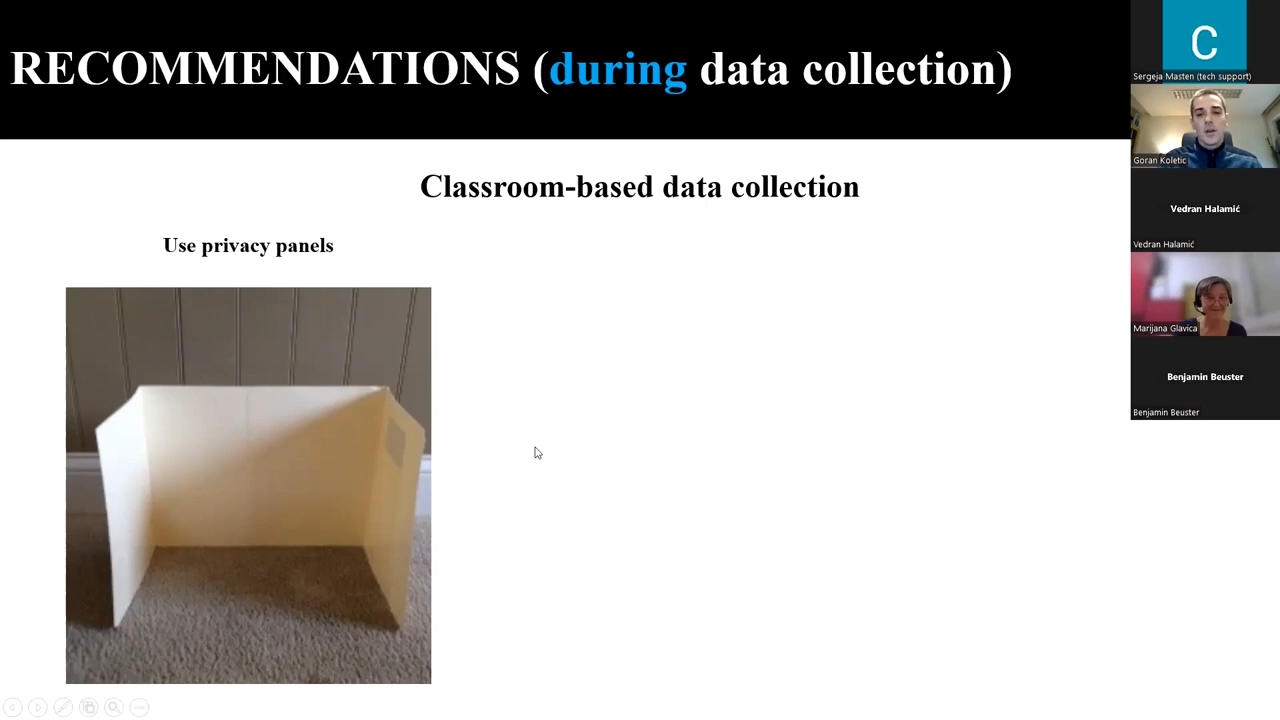 RECOMMENDATIONS (during data collection)
Classroom-based data collection
Use privacy panels
C
Sergeja Masten (tech support)
Goran Koletic
Vedran Halamić
Vedran Halamić
Marijana Glavica
Benjamin Beuster
Benjamin Beuster